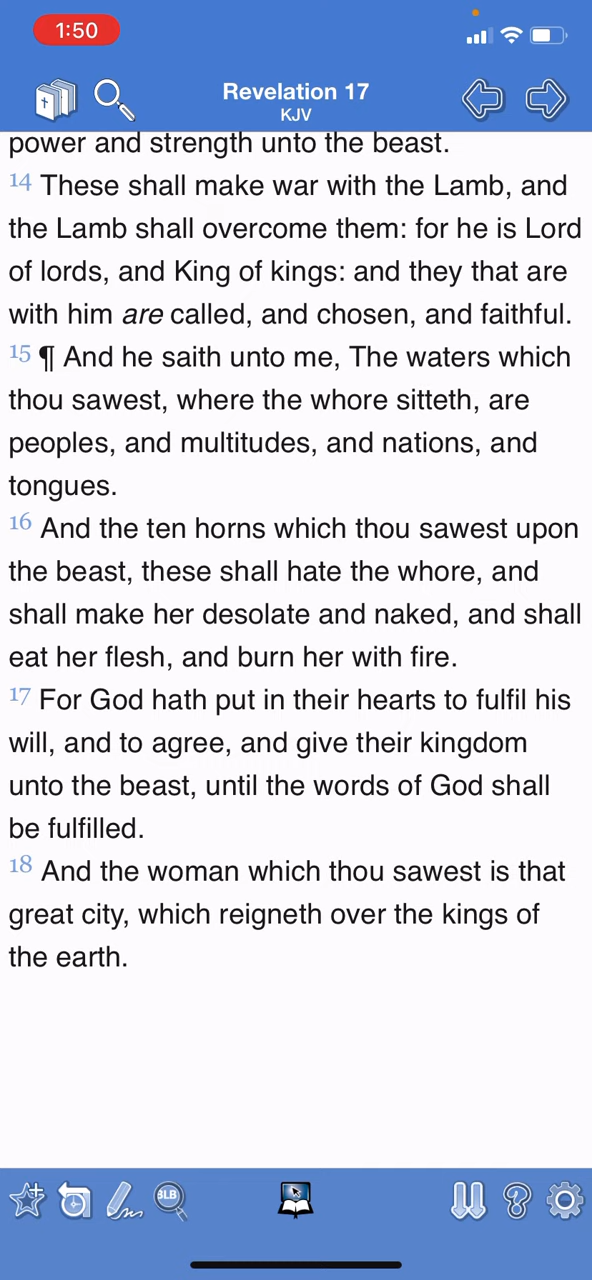 1:50
Revelation 17
KJV
power and strength unto the beast.
14 These shall make war with the Lamb, and
the Lamb shall overcome them: for he is Lord
of lords, and King of kings: and they that are
with him are called, and chosen, and faithful.
15 ¶ And he saith unto me, The waters which
thou sawest, where the whore sitteth, are
peoples, and multitudes, and nations, and
tongues.
16 And the ten horns which thou sawest upon
the beast, these shall hate the whore, and
shall make her desolate and naked, and shall
eat her flesh, and burn her with fire.
17 For God hath put in their hearts to fulfil his
will, and to agree, and give their kingdom
unto the beast, until the words of God shall
be fulfilled.
18 And the woman which thou sawest is that
great city, which reigneth over the kings of
the earth.
BLB